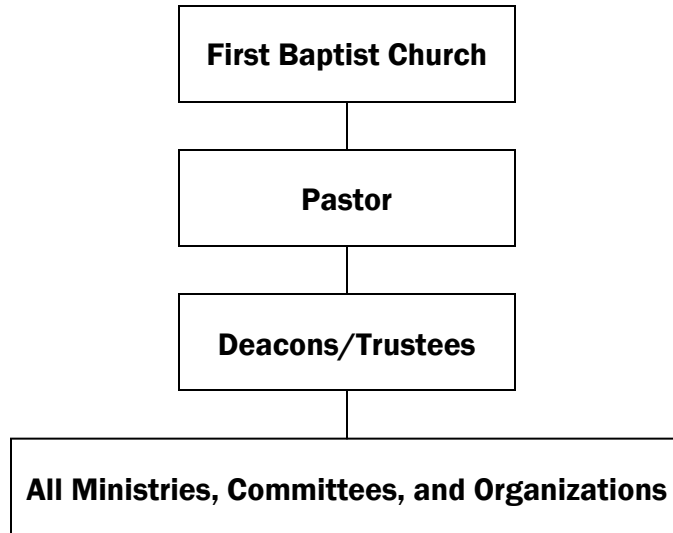 First Baptist Church
Pastor
Deacons/Trustees
All Ministries, Committees, and Organizations